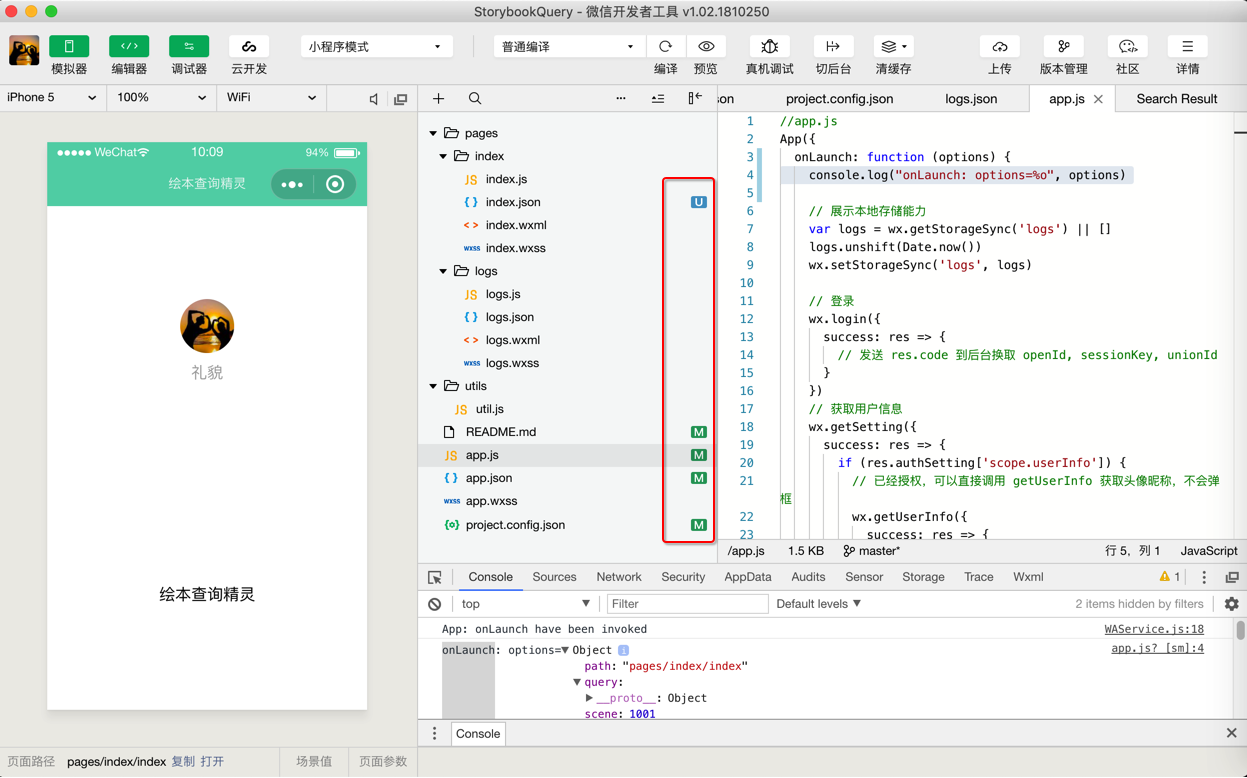 StorybookQuery - 微信开发者工具 v1.02.1810250
模拟器
编辑器
调试器
云开发
小程序模式
普通编译
编译
预览
真机调试
切后台
清缓存
上传
版本管理
社区
详情
iPhone 5
100%
WiFi
son
project.config.json
logs.json
app.js
Search Result
WeChat
10:09
94%
绘本查询精灵
礼貌
绘本查询精灵
pages
index
JS index.js
{ } index.json
U
< > index.wxml
wxss index.wxss
logs
JS logs.js
{ } logs.json
< > logs.wxml
wxss logs.wxss
utils
JS util.js
README.md
M
JS app.js
M
{ } app.json
M
wxss app.wxss
{o} project.config.json
M
1 //app.js
2 App({
3 onLaunch: function (options) {
4 console.log("onLaunch: options=%o", options)
5
6 // 展示本地存储能力
7 var logs = wx.getStorageSync('logs') || []
8 logs.unshift(Date.now())
9 wx.setStorageSync('logs', logs)
10
11 // 登录
12 wx.login({
13 success: res => {
14 // 发送 res.code 到后台换取 openId, sessionKey, unionId
15 }
16 })
17 // 获取用户信息
18 wx.getSetting({
19 success: res => {
20 if (res.authSetting['scope.userInfo']) {
21 // 已经授权，可以直接调用 getUserInfo 获取头像昵称，不会弹
框
22 wx.getUserInfo({
23 success: res => {
/app.js
1.5 KB
master*
行 5，列 1
JavaScript
Console
Sources
Network
Security
AppData
Audits
Sensor
Storage
Trace
Wxml
1
top
Filter
Default levels
2 items hidden by filters
App: onLaunch have been invoked
WAService.js:18
onLaunch: options=▼Object i
app.js? [sm]:4
path: "pages/index/index"
▼query:
▶__proto__: Object
scene: 1001
Console
页面路径
pages/index/index
复制
打开
场景值
页面参数